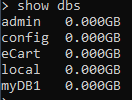 > show dbs
admin   0.000GB
config  0.000GB
eCart   0.000GB
local   0.000GB
myDB1   0.000GB